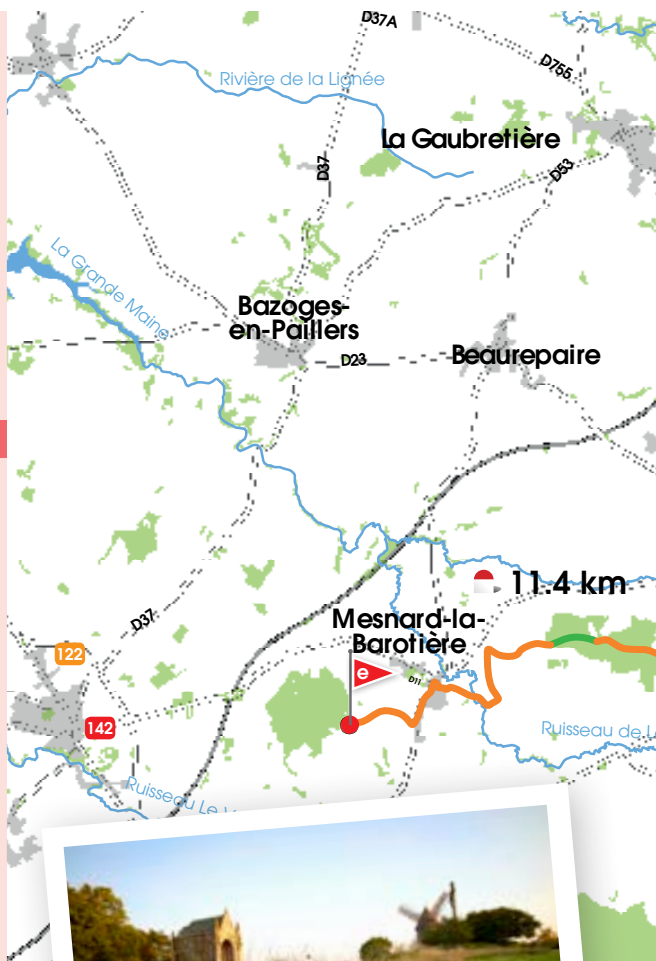 D37A
Rivière de la Lignée
D755
La Gaubretière
D37
D53
La Grande Maine
Bazoges-
en-Paillers
D23
Beaurepaire
11.4 km
Mesnard-la-
Barotière
D37
122
e
D11
142
Ruisseau de L
Ruisseau Le V